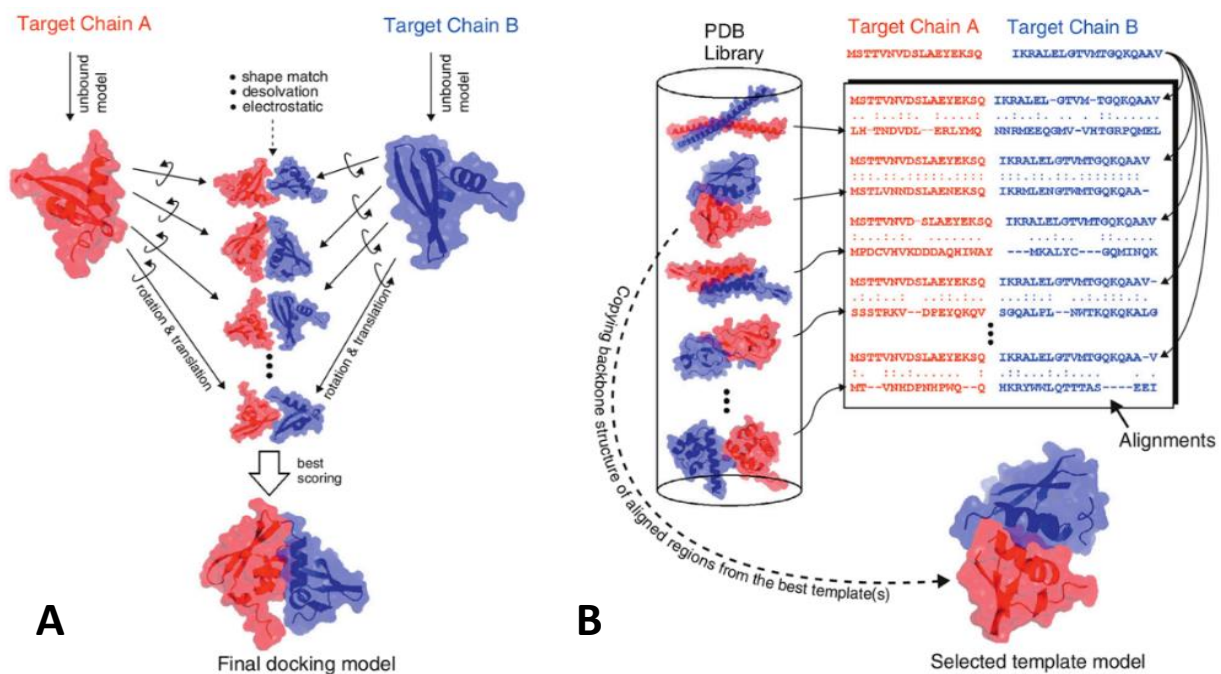 Target Chain A
Target Chain B
unbound
model
• shape match
• desolvation
• electrostatic
unbound
model
rotation & translation
rotation & translation
best
scoring
A
Final docking model
PDB
Library
Target Chain A Target Chain B
MSTTVNVDSLAEYEKSQ IKRALELGTVMTGQKQAAV
MSTTVNVDSLAEYEKSQ IKRALEL-GTVM-TGQKQAAV
LH-TNDVDL--ERLYMQ NNRMEEQGMV-VHTGRPQMEL
MSTTVNVDSLAEYEKSQ IKRALELGTVMTGQKQAAV
MSTLVNNDSLAENEKSQ IKRMLENGTWMTGQKQAA-
MSTTVNVD-SLAEYEKSQ IKRALELGTVMTGQKQAAV
MPDCVHVKDDDAQHIWAY ---MKALYC---GQMINQK
MSTTVNVDSLAEYEKSQ IKRALELGTVMTGQKQAAV-
SSSTRKV--DPEYQKQV SGQALFL--NWTKQKQKALG
MSTTVNVDSLAEYEKSQ IKRALELGTVMTGQKQAA-V
MT--VNHDPNHPWQ--Q HKRYWWLQTTTAS----EEI
Alignments
Copying backbone structure of aligned regions from the best template(s)
B
Selected template model